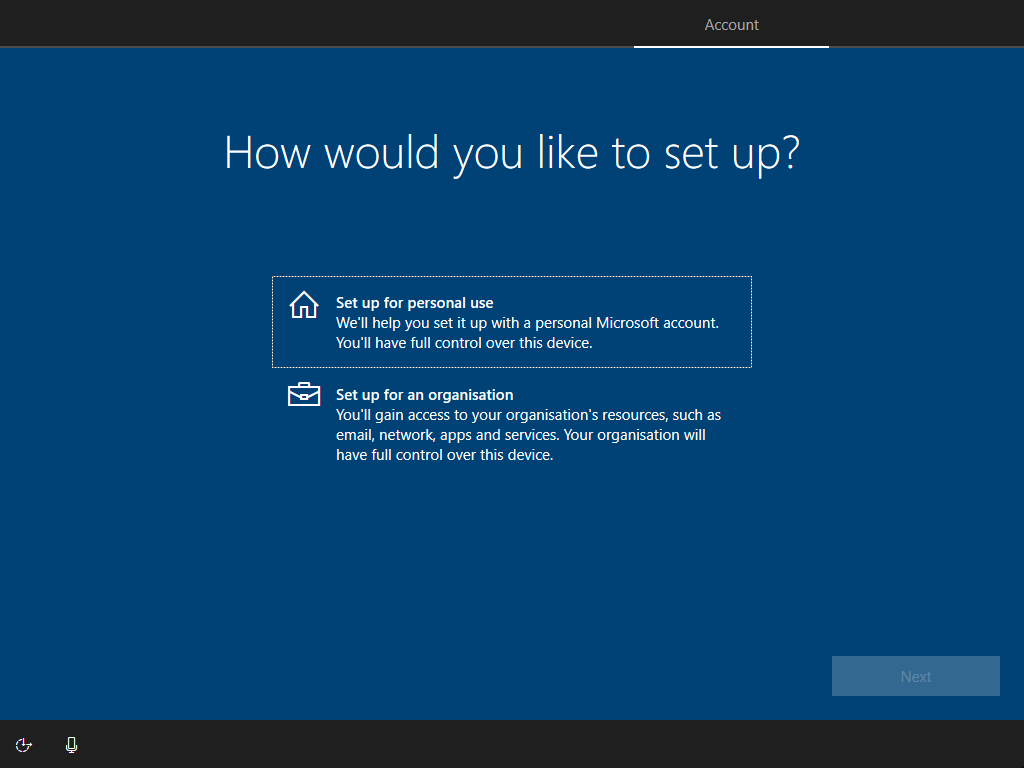 Account
How would you like to set up?
Set up for personal use
We'll help you set it up with a personal Microsoft account.
You'll have full control over this device.
Set up for an organisation
You'll gain access to your organisation's resources, such as
email, network, apps and services. Your organisation will
have full control over this device.
Next